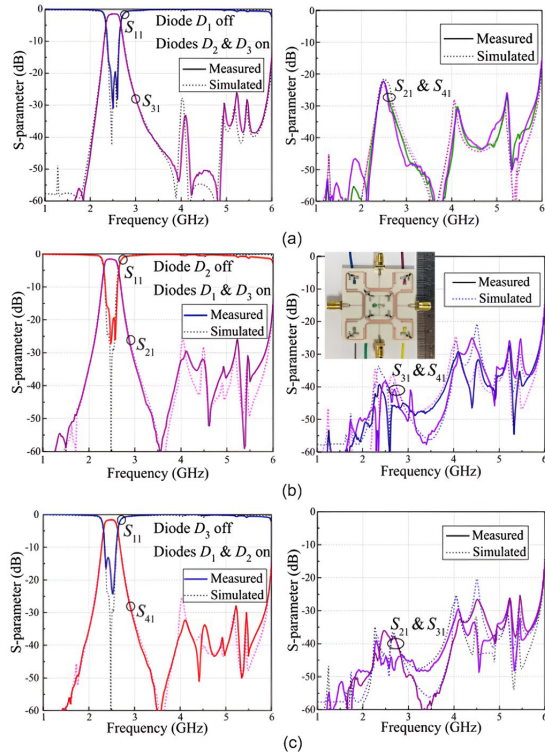 Diode D1 off
Diodes D2 & D3 on
S11
S31
Measured
Simulated
S-parameter (dB)
0
-10
-20
-30
-40
-50
-60
1 2 3 4 5 6
Frequency (GHz)
S21 & S41
Measured
Simulated
S-parameter (dB)
0
-10
-20
-30
-40
-50
-60
1 2 3 4 5 6
Frequency (GHz)
(a)
Diode D2 off
Diodes D1 & D3 on
S11
S21
Measured
Simulated
S-parameter (dB)
0
-10
-20
-30
-40
-50
-60
1 2 3 4 5 6
Frequency (GHz)
Measured
Simulated
S31 & S41
S-parameter (dB)
0
-10
-20
-30
-40
-50
-60
1 2 3 4 5 6
Frequency (GHz)
(b)
Diode D3 off
Diodes D1 & D2 on
S11
S41
Measured
Simulated
S-parameter (dB)
0
-10
-20
-30
-40
-50
-60
1 2 3 4 5 6
Frequency (GHz)
Measured
Simulated
S21 & S31
S-parameter (dB)
0
-10
-20
-30
-40
-50
-60
1 2 3 4 5 6
Frequency (GHz)
(c)